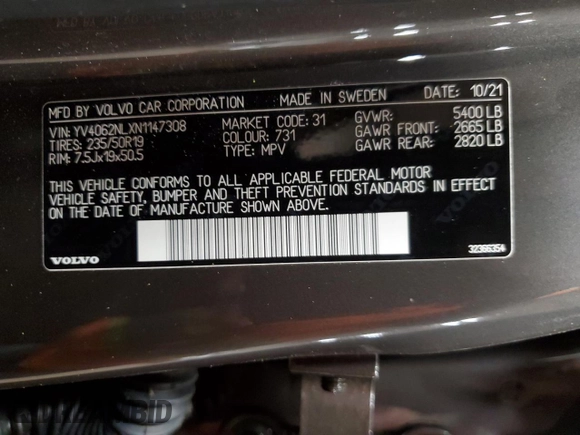 MFD BY VOLVO CAR CORPORATION MADE IN SWEDEN DATE: 10/21
VIN: YV4062NLXN1147308 MARKET CODE: 31 GVWR: 5400 LB
TIRES: 235/50R19 COLOUR: 731 GAWR FRONT: 2665 LB
RIM: 7.5Jx19x50.5 TYPE: MPV GAWR REAR: 2820 LB
THIS VEHICLE CONFORMS TO ALL APPLICABLE FEDERAL MOTOR
VEHICLE SAFETY, BUMPER AND THEFT PREVENTION STANDARDS IN EFFECT
ON THE DATE OF MANUFACTURE SHOWN ABOVE.
VOLVO 32366354